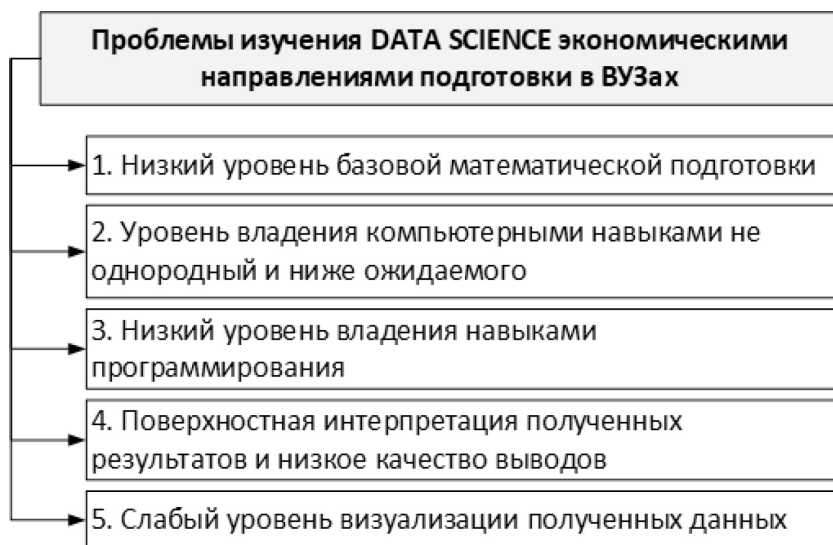 Проблемы изучения DATA SCIENCE экономическими
направлениями подготовки в ВУЗах
1. Низкий уровень базовой математической подготовки
2. Уровень владения компьютерными навыками не
однородный и ниже ожидаемого
3. Низкий уровень владения навыками
программирования
4. Поверхностная интерпретация полученных
результатов и низкое качество выводов
5. Слабый уровень визуализации полученных данных